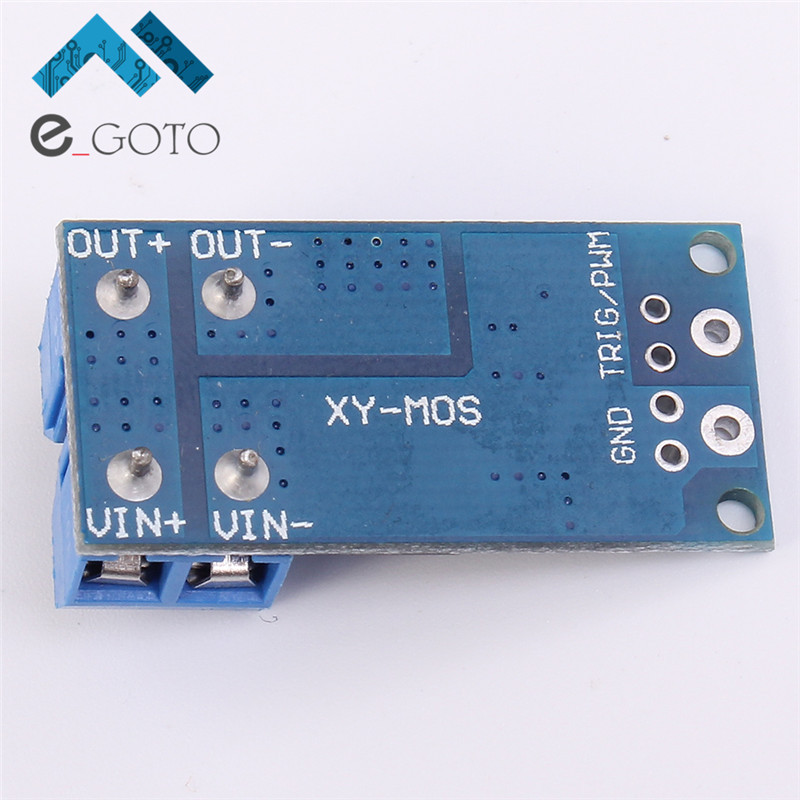 e_GOTO
OUT+ OUT-
TRIG/PWM
XY-MOS
GND
VIN+ VIN-